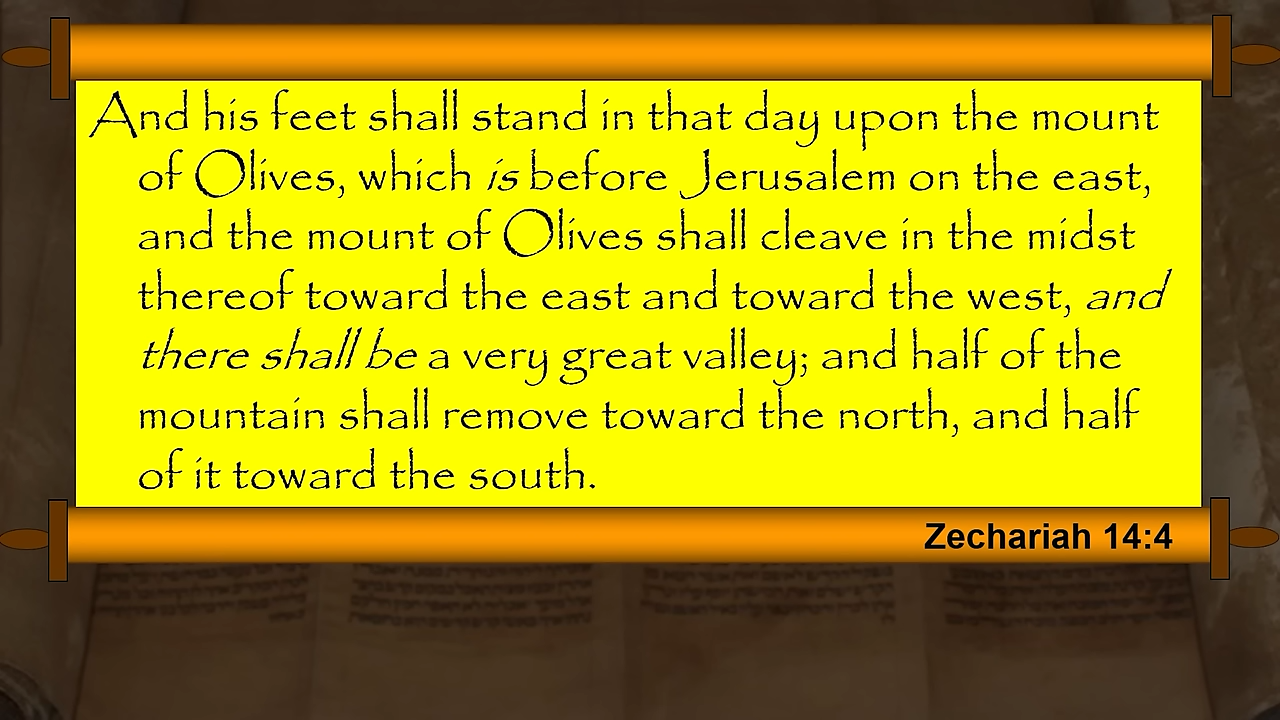 And his feet shall stand in that day upon the mount
of Olives, which is before Jerusalem on the east,
and the mount of Olives shall cleave in the midst
thereof toward the east and toward the west, and
there shall be a very great valley; and half of the
mountain shall remove toward the north, and half
of it toward the south.
Zechariah 14:4